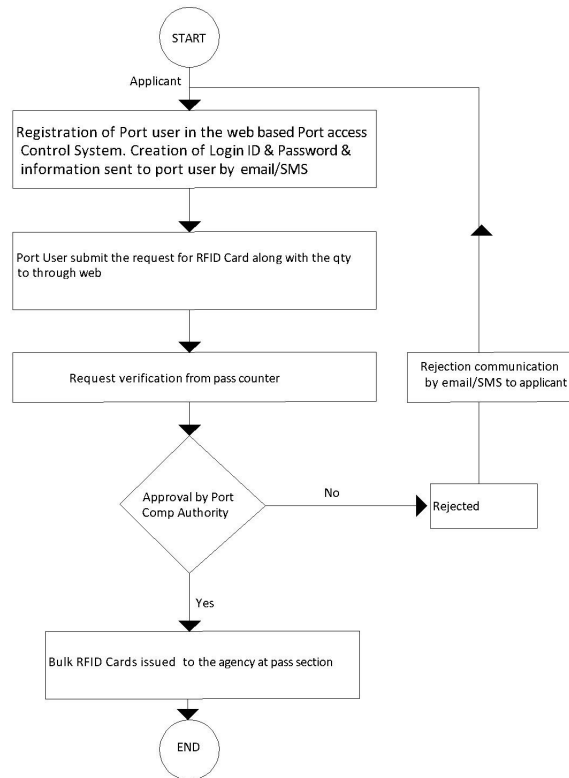 START
Applicant
Registration of Port user in the web based Port access
Control System. Creation of Login ID & Password &
information sent to port user by email/SMS
Port User submit the request for RFID Card along with the qty
to through web
Request verification from pass counter
Rejection communication
by email/SMS to applicant
Approval by Port
Comp Authority
No
Rejected
Yes
Bulk RFID Cards issued to the agency at pass section
END